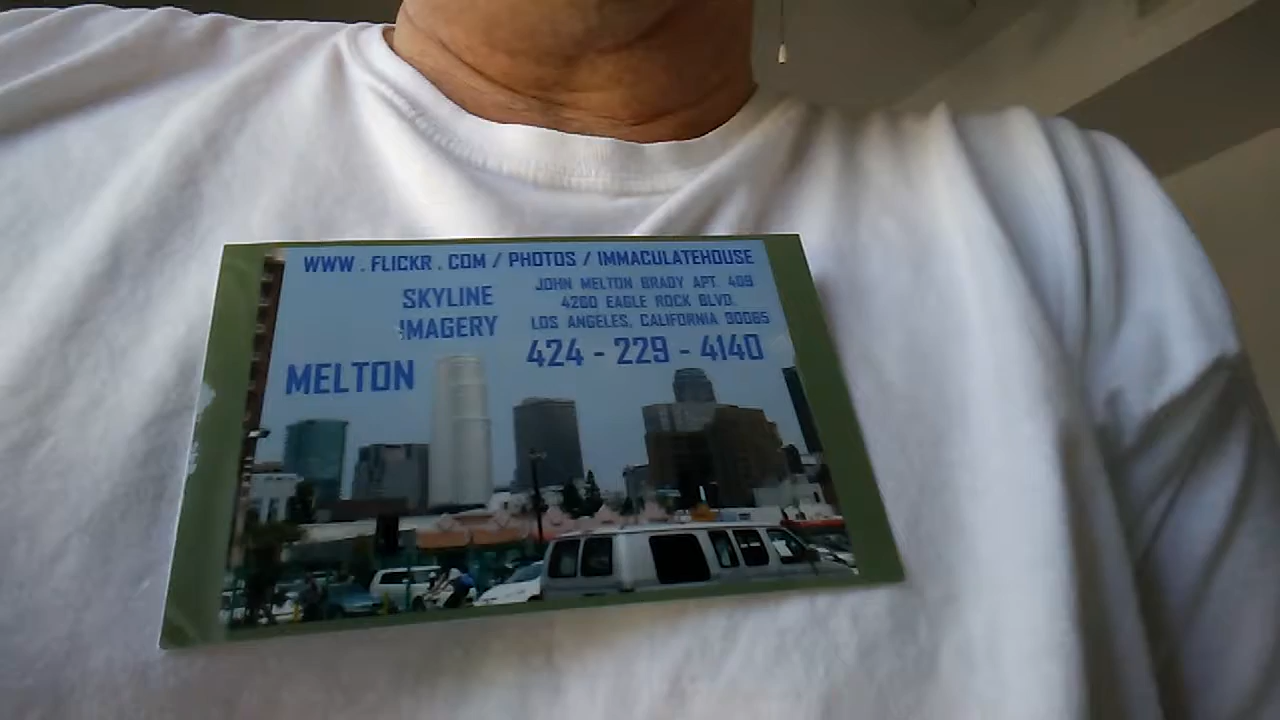 WWW . FLICKR . COM / PHOTOS / IMMACULATEHOUSE
SKYLINE
IMAGERY
MELTON
JOHN MELTON BRADY APT. 409
4260 EAGLE ROCK BLVD.
LOS ANGELES, CALIFORNIA 90065
424 - 229 - 4140